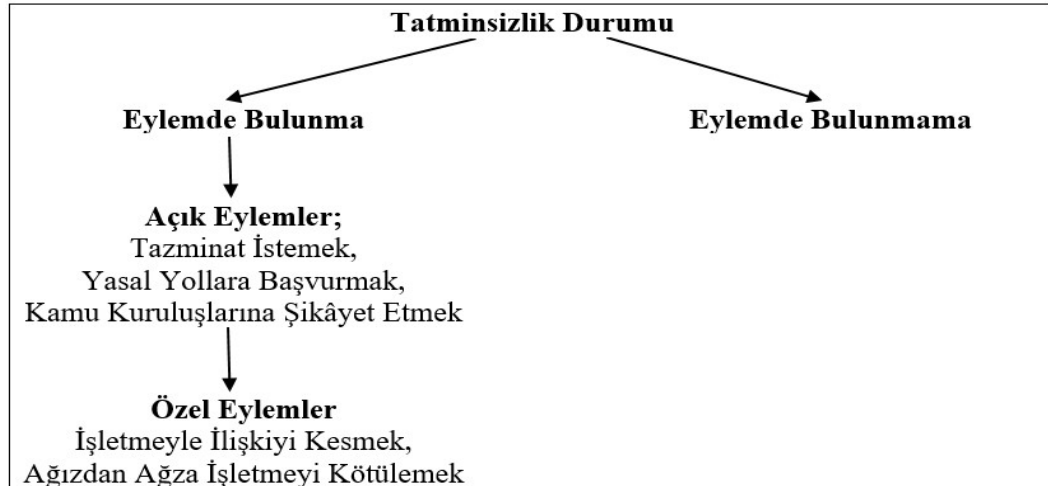 Tatminsizlik Durumu
Eylemde Bulunma
Eylemde Bulunmama
Açık Eylemler;
Tazminat İstemek,
Yasal Yollara Başvurmak,
Kamu Kuruluşlarına Şikâyet Etmek
Özel Eylemler
İşletmeyle İlişkiyi Kesmek,
Ağızdan Ağza İşletmeyi Kötülemek